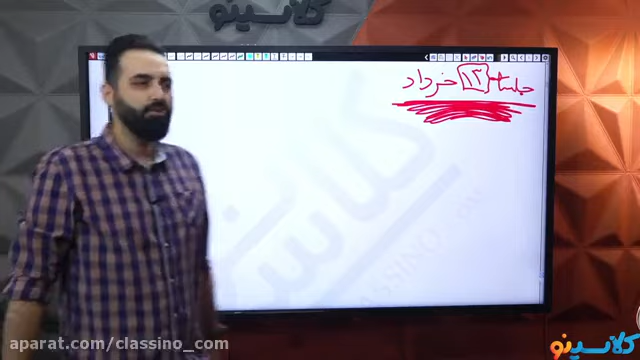 کلاسینو
جلسه ۱۲ خرداد
کلاسینو
CLASSINO.COM
aparat.com/classino_com
کلاسینو